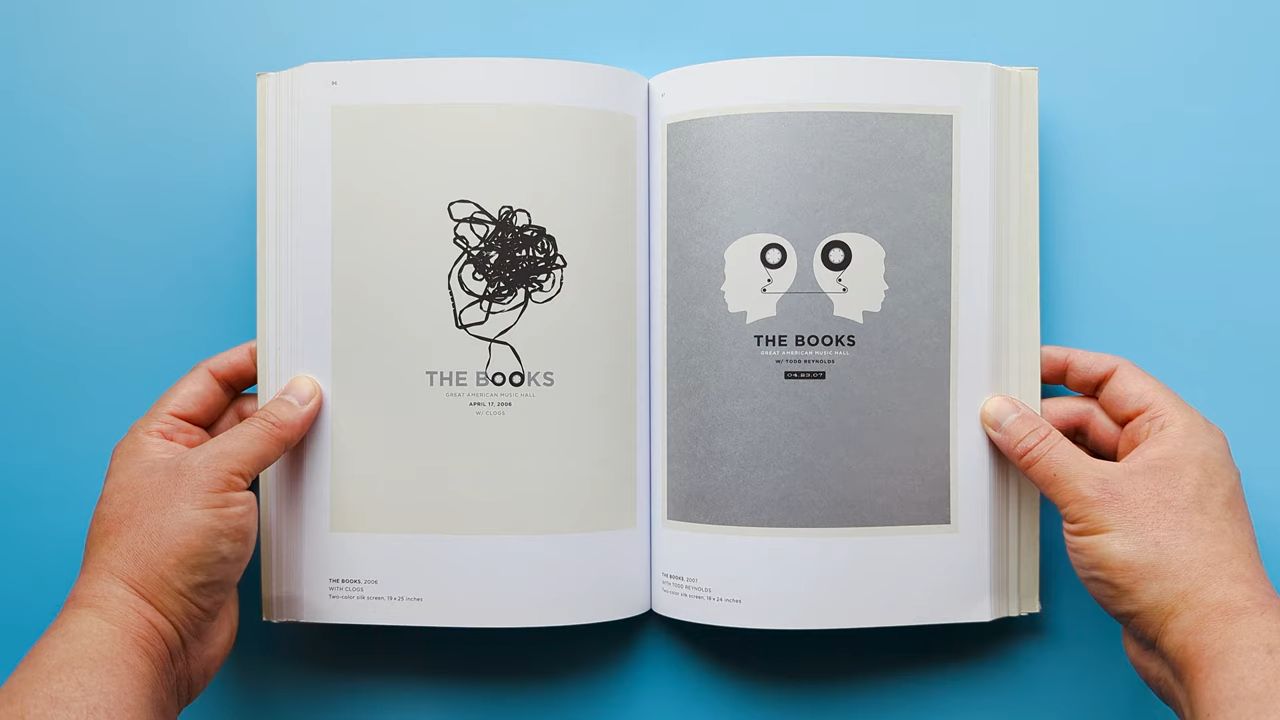 96
THE BOOKS
GREAT AMERICAN MUSIC HALL
APRIL 17, 2006
W/ CLOGS
THE BOOKS, 2006
WITH CLOGS
Two-color silk screen, 19 x 25 inches
THE BOOKS
GREAT AMERICAN MUSIC HALL
W/ TODD REYNOLDS
04.23.07
THE BOOKS, 2007
WITH TODD REYNOLDS
Two-color silk screen, 18 x 24 inches